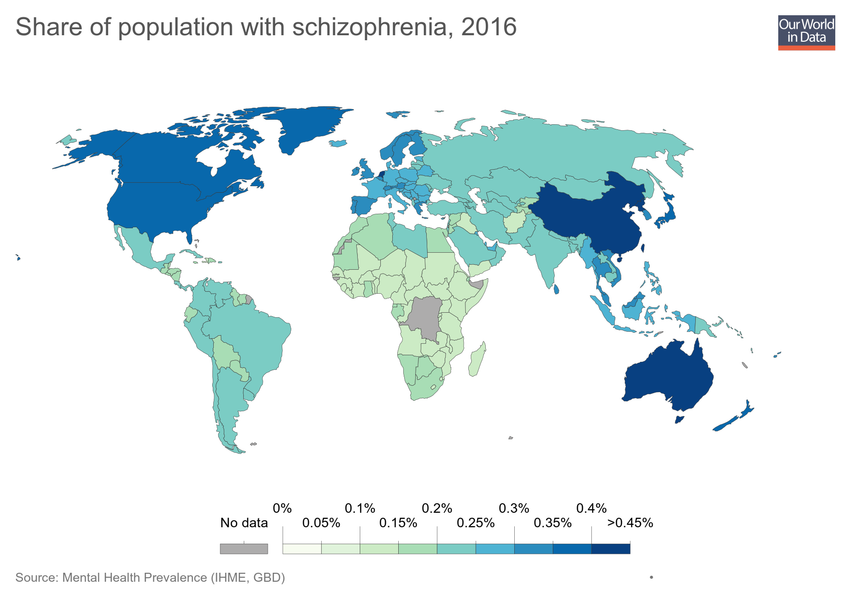 Share of population with schizophrenia, 2016
Our World
in Data
0% 0.1% 0.2% 0.3% 0.4%
No data 0.05% 0.15% 0.25% 0.35% >0.45%
Source: Mental Health Prevalence (IHME, GBD)